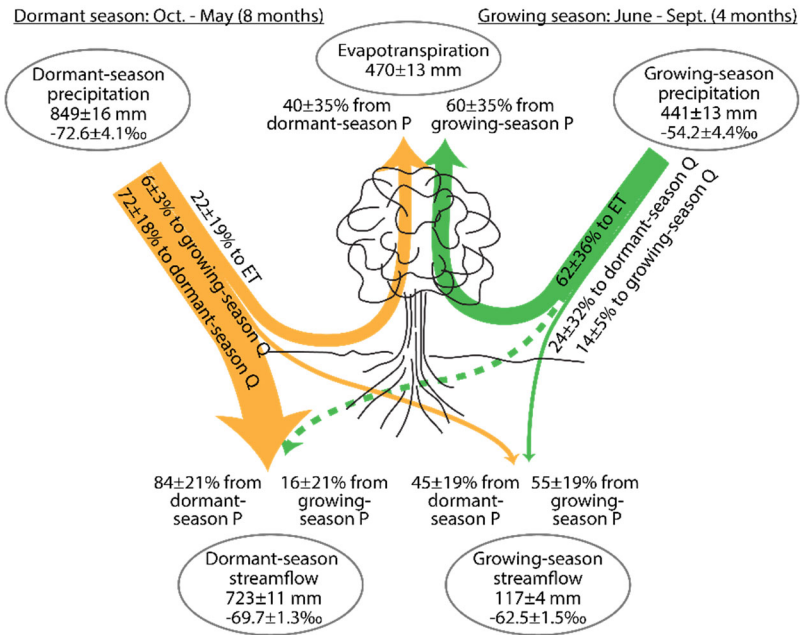 Dormant season: Oct. - May (8 months)
Growing season: June - Sept. (4 months)
Evapotranspiration
470±13 mm
Dormant-season
precipitation
849±16 mm
-72.6±4.1‰
Growing-season
precipitation
441±13 mm
-54.2±4.4‰
40±35% from
dormant-season P
60±35% from
growing-season P
22±19% to ET
6±3% to growing-season Q
72±18% to dormant-season Q
62±36% to ET
24±32% to dormant-season Q
14±5% to growing-season Q
84±21% from
dormant-
season P
16±21% from
growing-
season P
45±19% from
dormant-
season P
55±19% from
growing-
season P
Dormant-season
streamflow
723±11 mm
-69.7±1.3‰
Growing-season
streamflow
117±4 mm
-62.5±1.5‰